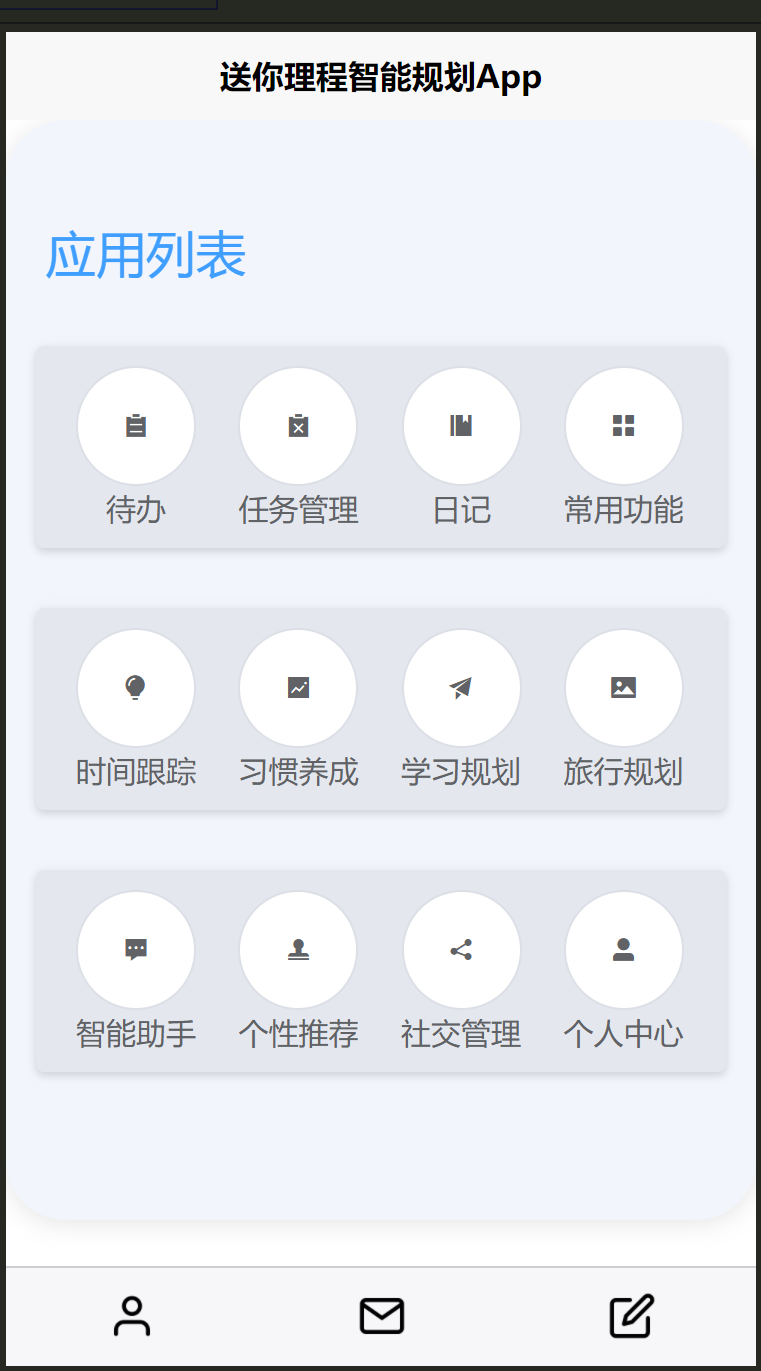 送你理程智能规划App
应用列表
待办 任务管理 日记 常用功能
时间跟踪 习惯养成 学习规划 旅行规划
智能助手 个性推荐 社交管理 个人中心